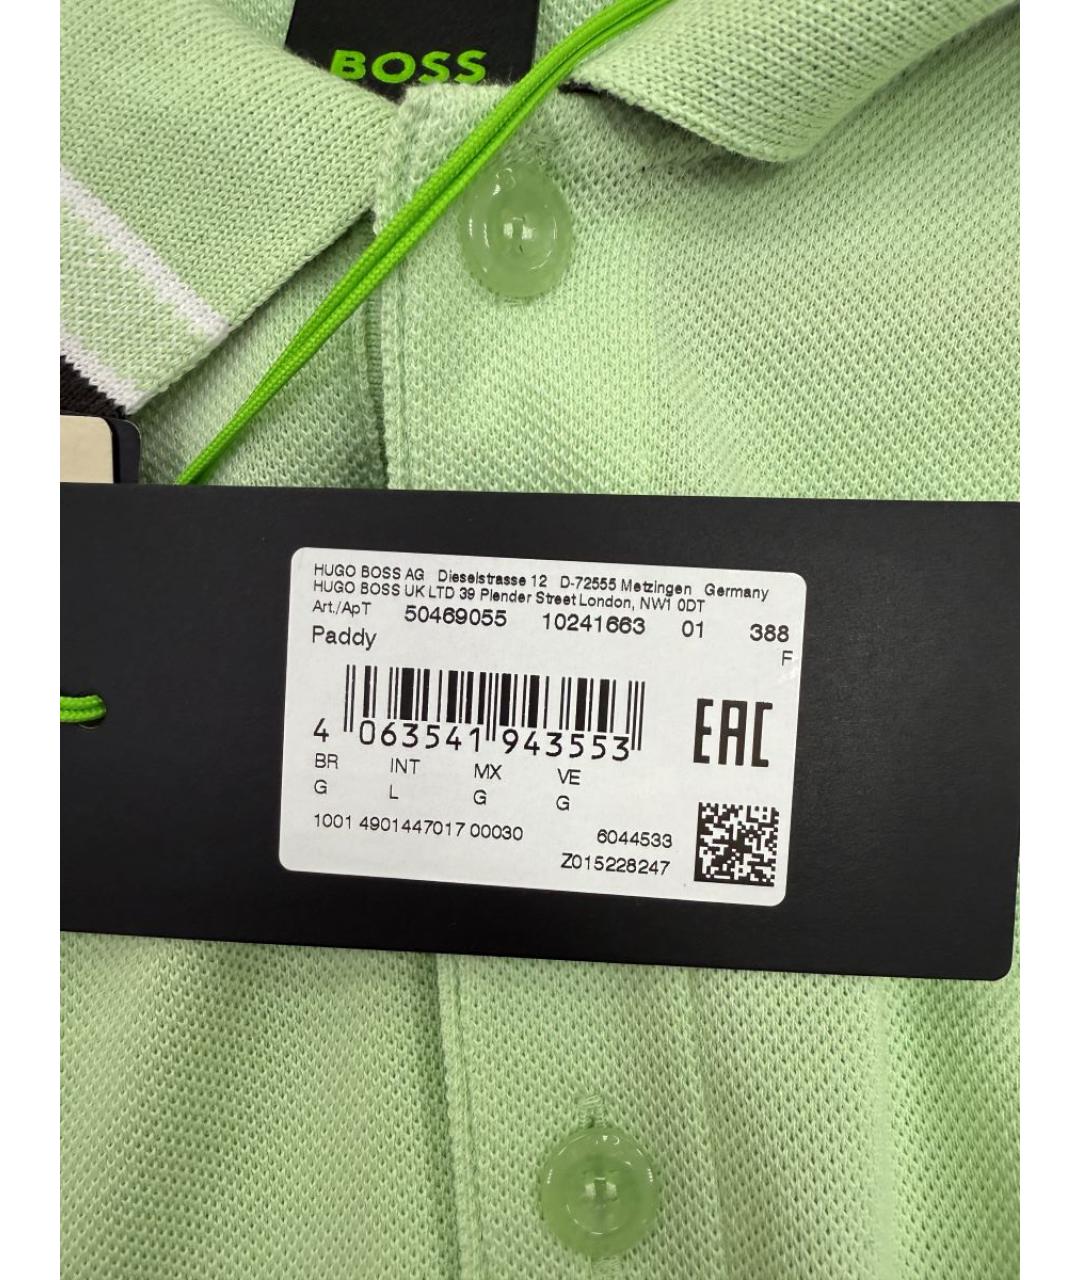 BOSS
HUGO BOSS AG Dieselstrasse 12 D-72555 Metzingen Germany
HUGO BOSS UK LTD 39 Plender Street London, NW1 0DT
Art./ApT 50469055 10241663 01 388
Paddy F
4 063541 943553
EAC
BR INT MX VE
G L G G
1001 4901447017 00030 6044533
Z015228247